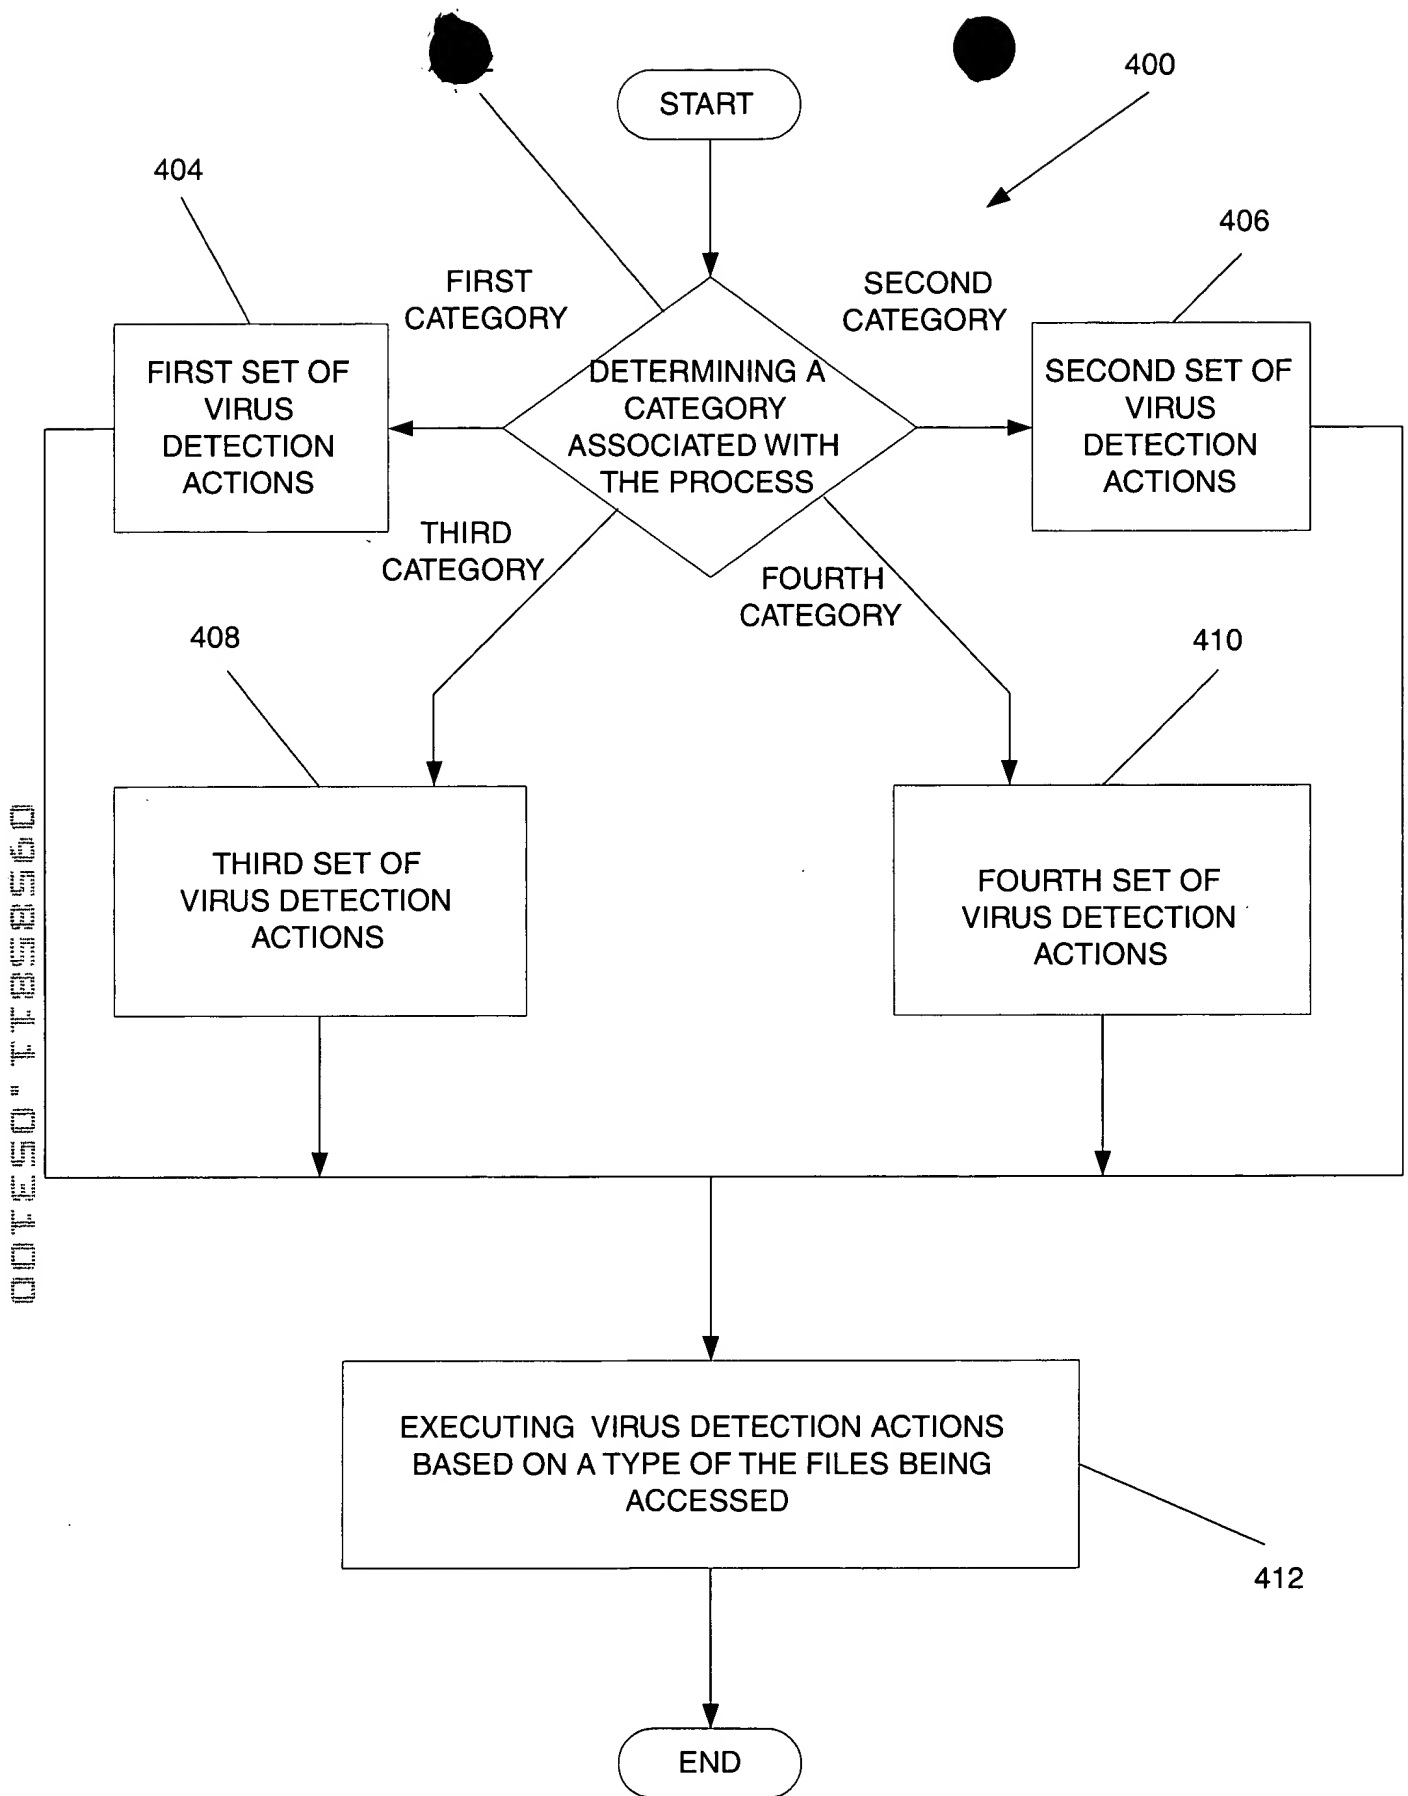 400
START
404
406
FIRST
CATEGORY
SECOND
CATEGORY
FIRST SET OF
VIRUS
DETECTION
ACTIONS
DETERMINING A
CATEGORY
ASSOCIATED WITH
THE PROCESS
SECOND SET OF
VIRUS
DETECTION
ACTIONS
THIRD
CATEGORY
FOURTH
CATEGORY
408
410
THIRD SET OF
VIRUS DETECTION
ACTIONS
FOURTH SET OF
VIRUS DETECTION
ACTIONS
09585811.053100
EXECUTING VIRUS DETECTION ACTIONS
BASED ON A TYPE OF THE FILES BEING
ACCESSED
412
END